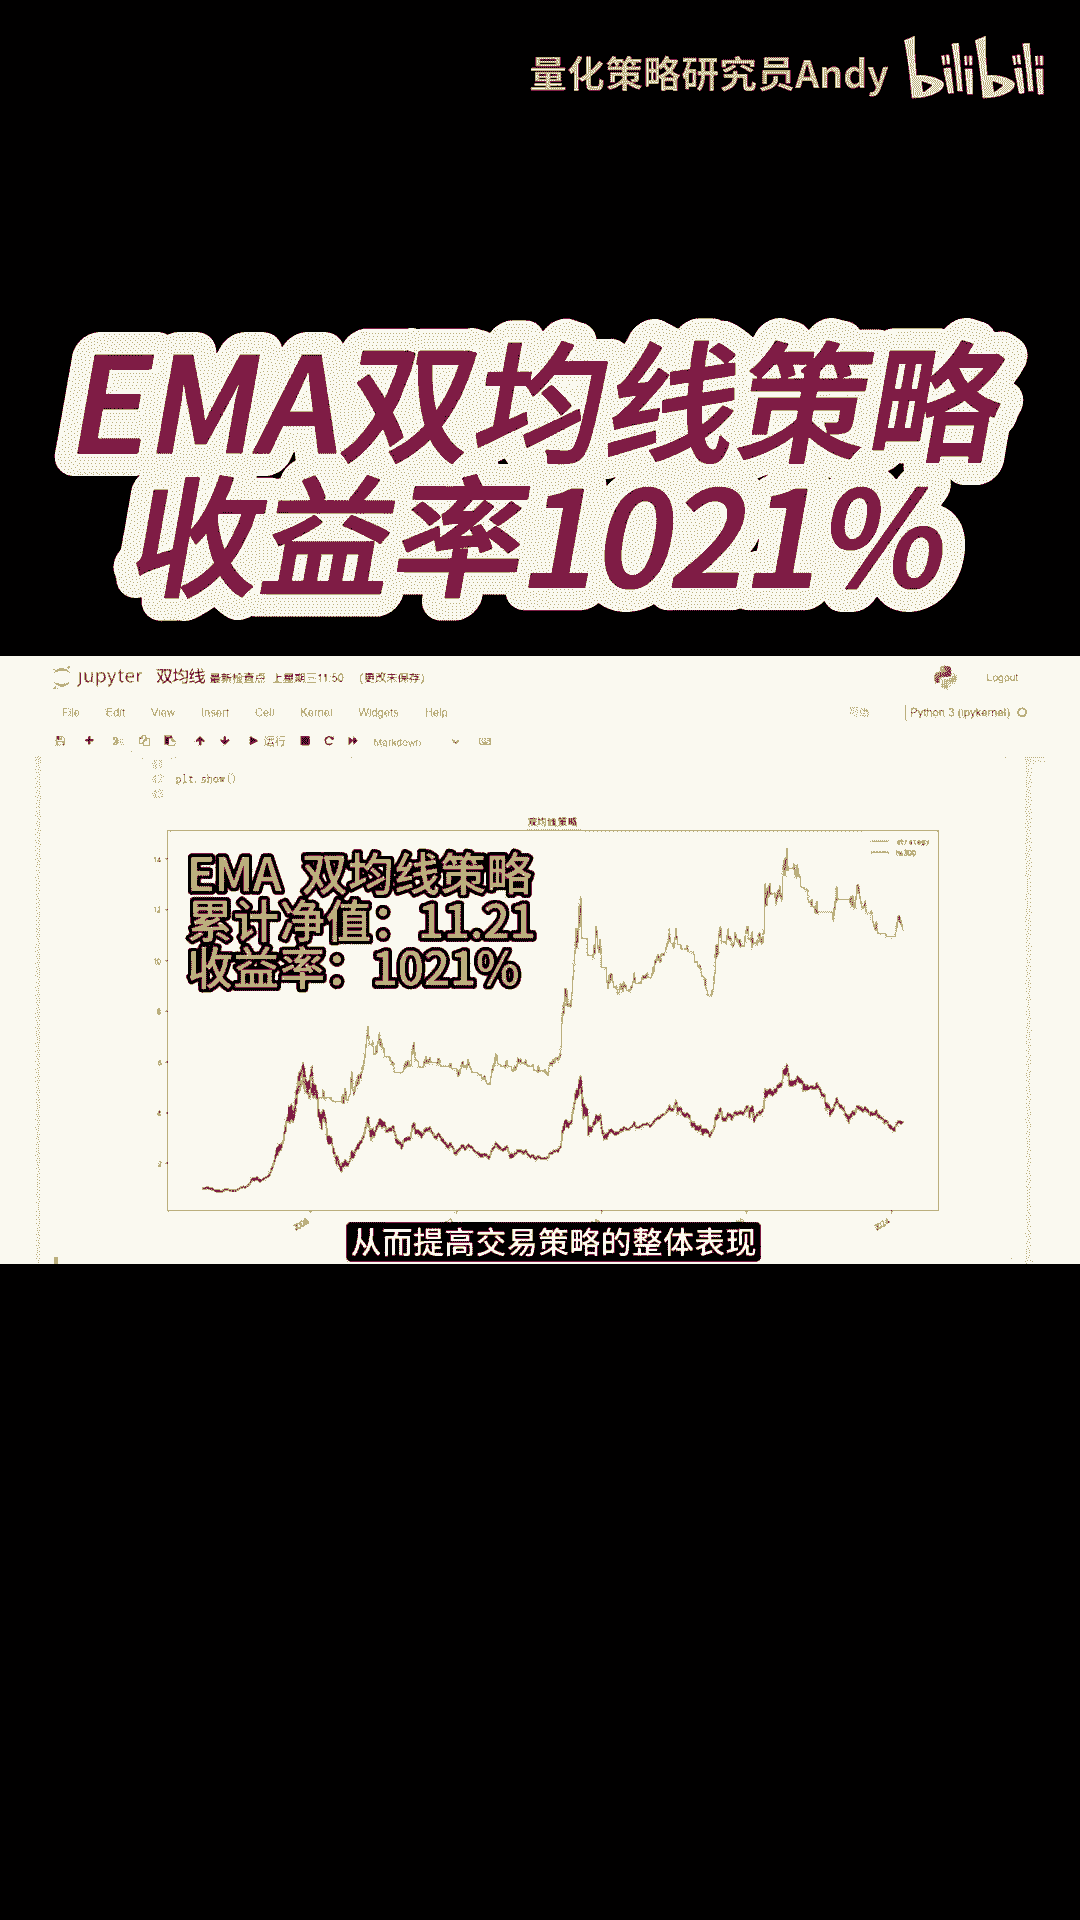 量化策略研究员Andy bilibili
EMA双均线策略
收益率1021%
jupyter 双均线 最新检查点 上星期三11:50 (更改未保存)
Logout
File Edit View Insert Cell Kernel Widgets Help
Python 3 (ipykernel)
运行 Markdown
plt.show()
双均线策略
strategy
hs300
EMA 双均线策略
累计净值：11.21
收益率：1021%
14
12
10
8
6
4
2
2008
2024
从而提高交易策略的整体表现